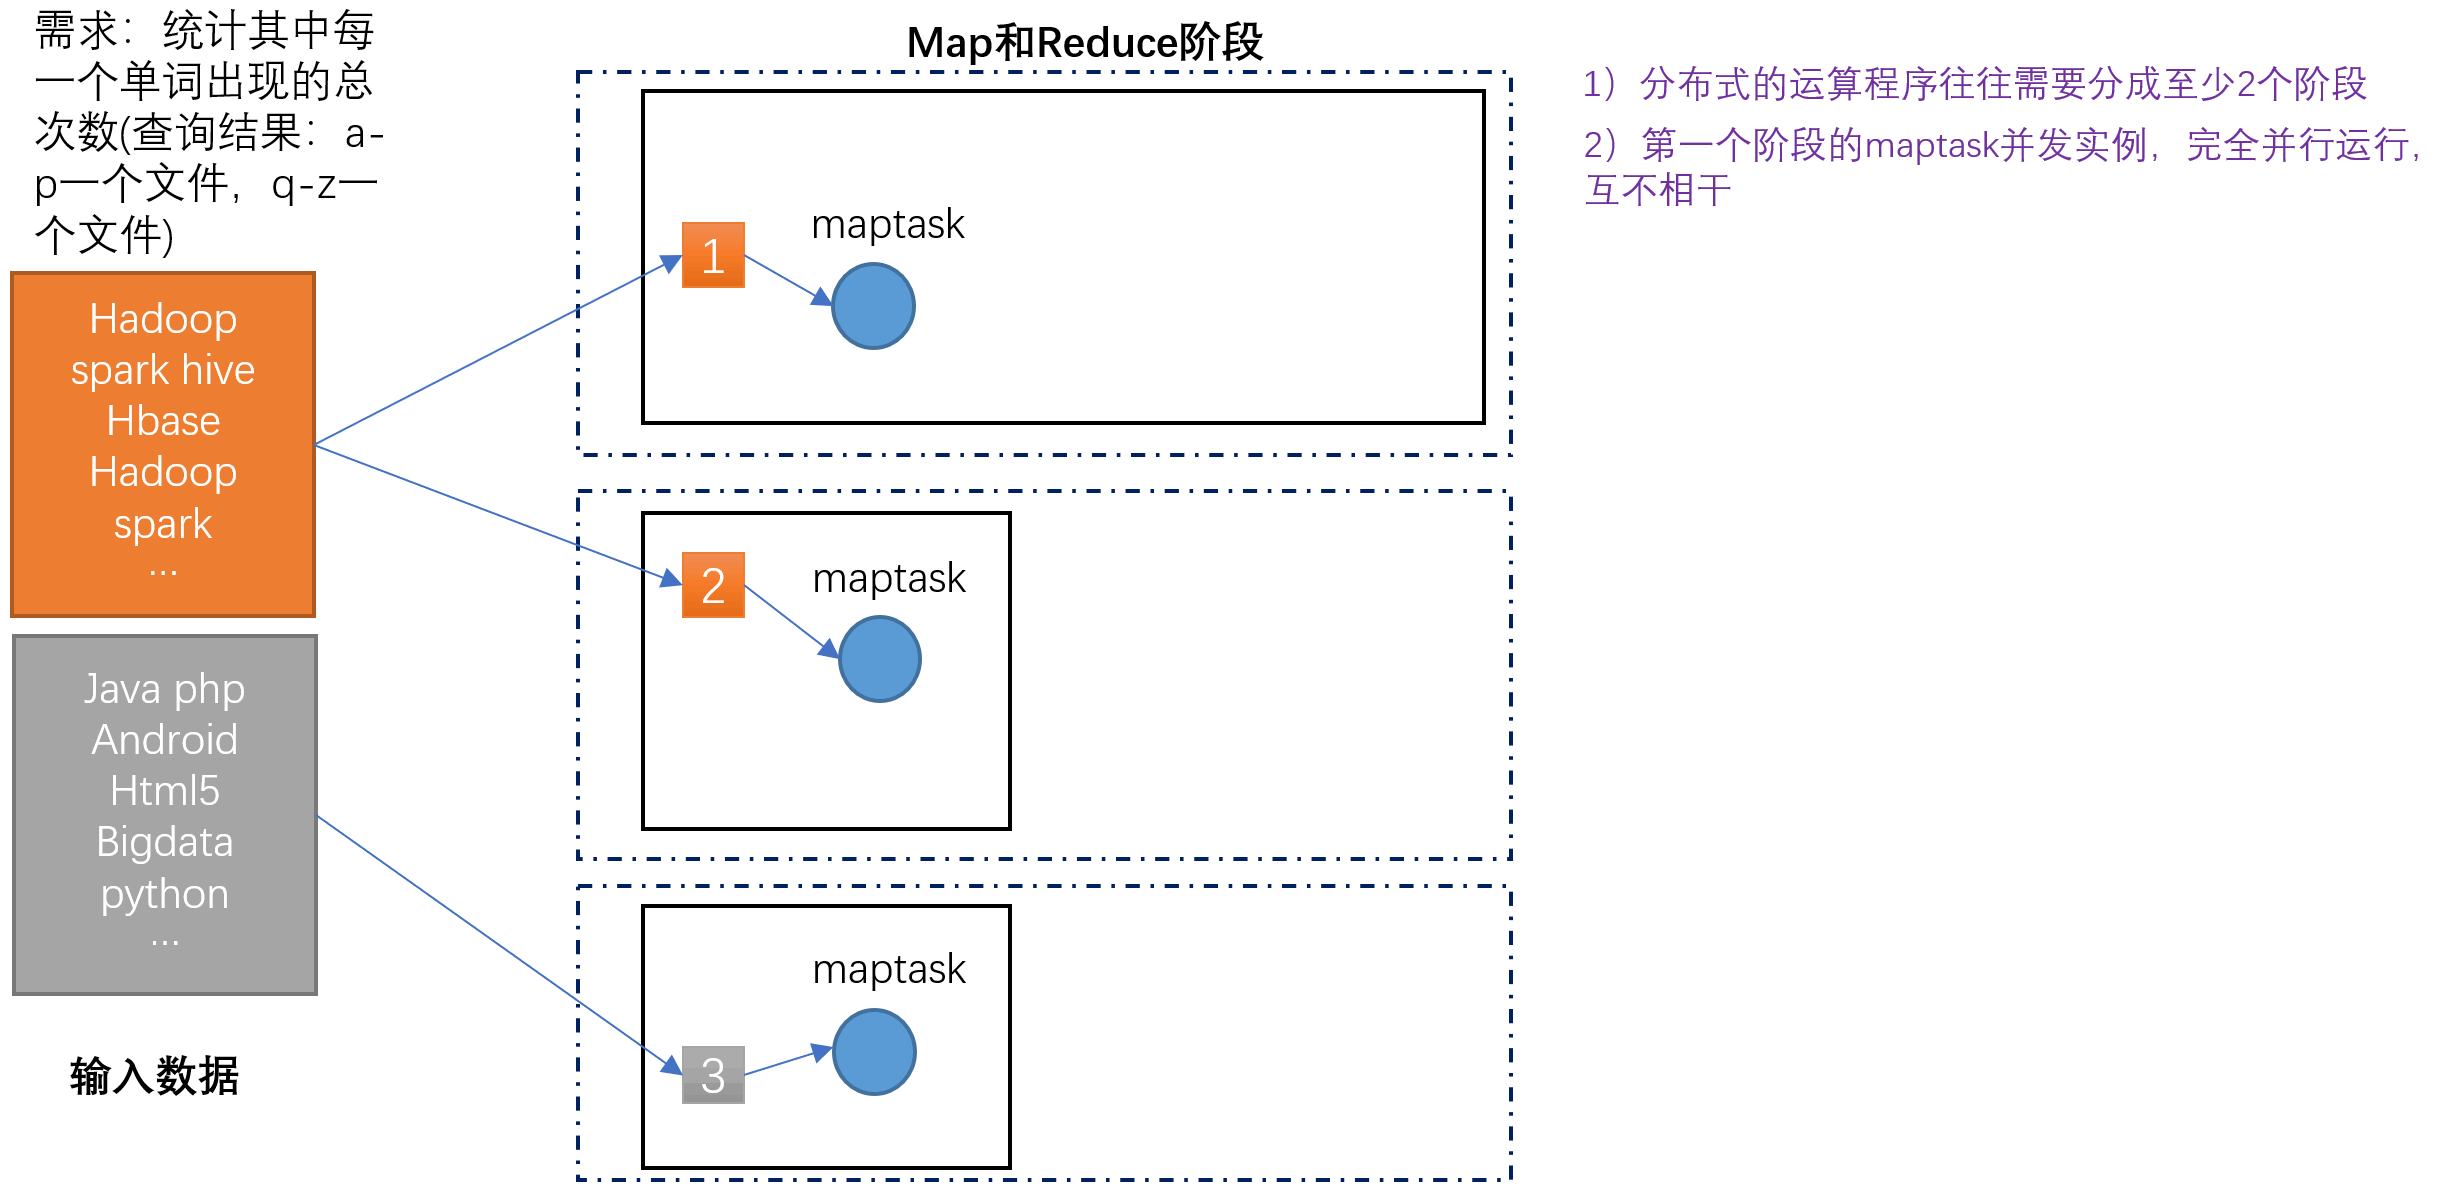 需求：统计其中每
一个单词出现的总
次数(查询结果：a-
p一个文件，q-z一
个文件)
Hadoop
spark hive
Hbase
Hadoop
spark
...
Java php
Android
Html5
Bigdata
python
...
输入数据
Map和Reduce阶段
1
maptask
2
maptask
3
maptask
1）分布式的运算程序往往需要分成至少2个阶段
2）第一个阶段的maptask并发实例，完全并行运行，
互不相干